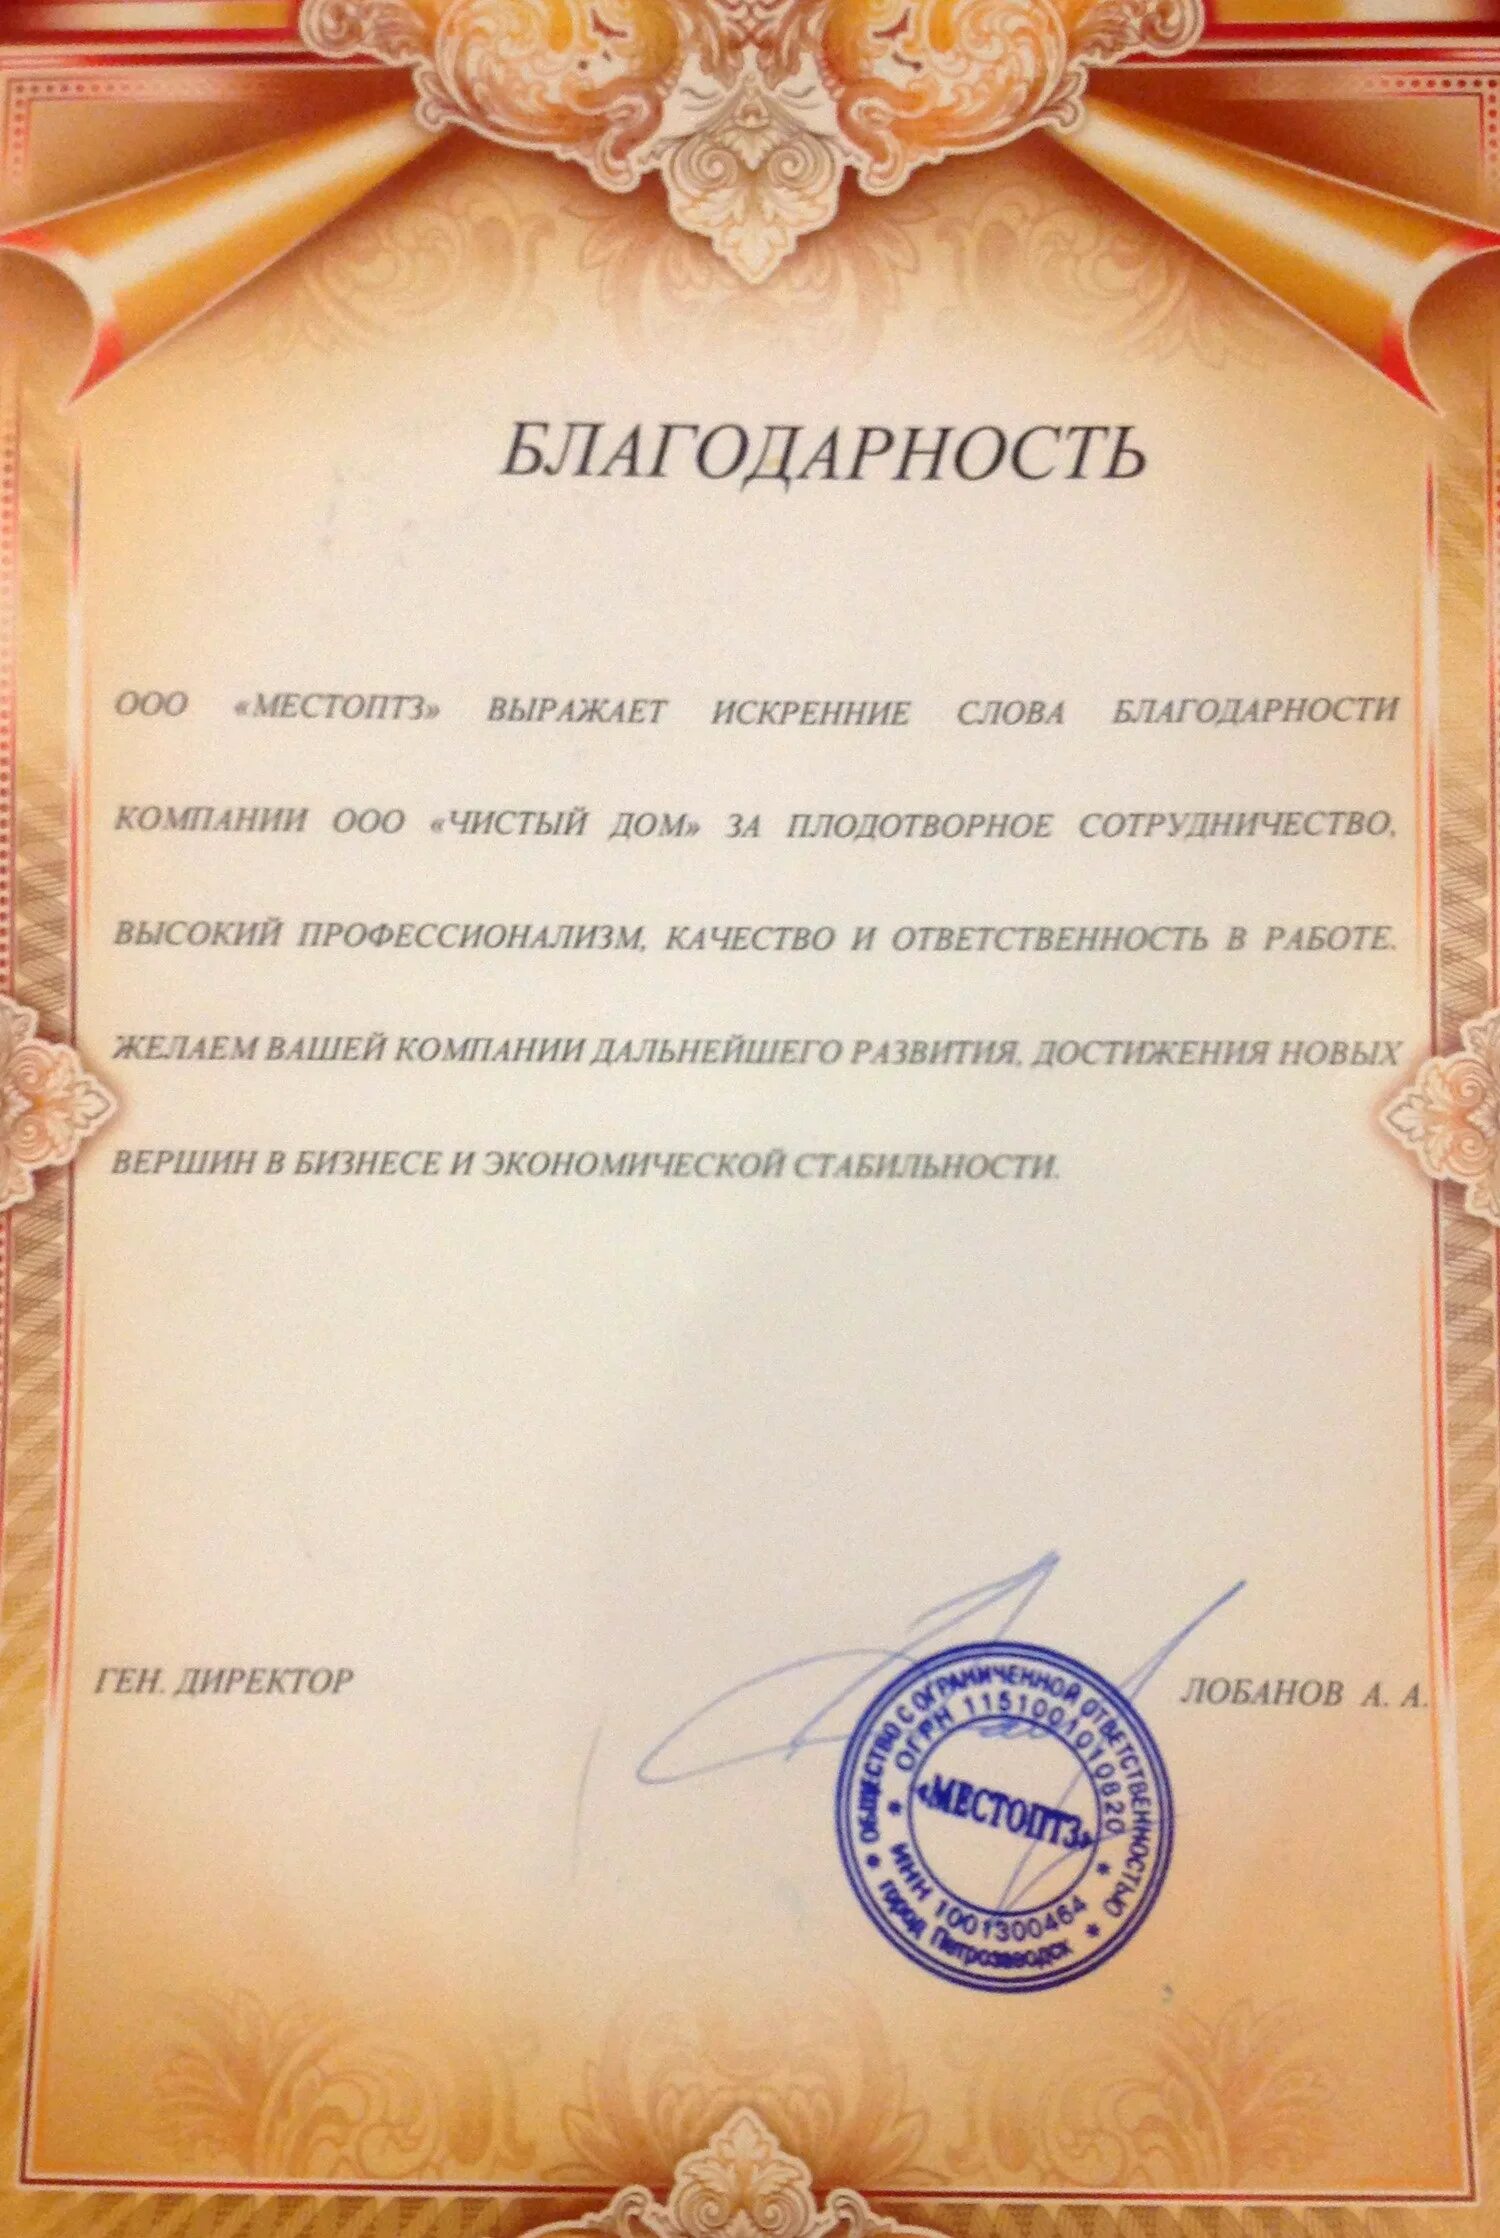 БЛАГОДАРНОСТЬ
ООО «МЕСТОПТЗ» ВЫРАЖАЕТ ИСКРЕННИЕ СЛОВА БЛАГОДАРНОСТИ
КОМПАНИИ ООО «ЧИСТЫЙ ДОМ» ЗА ПЛОДОТВОРНОЕ СОТРУДНИЧЕСТВО,
ВЫСОКИЙ ПРОФЕССИОНАЛИЗМ, КАЧЕСТВО И ОТВЕТСТВЕННОСТЬ В РАБОТЕ.
ЖЕЛАЕМ ВАШЕЙ КОМПАНИИ ДАЛЬНЕЙШЕГО РАЗВИТИЯ, ДОСТИЖЕНИЯ НОВЫХ
ВЕРШИН В БИЗНЕСЕ И ЭКОНОМИЧЕСКОЙ СТАБИЛЬНОСТИ.
ГЕН. ДИРЕКТОР
ЛОБАНОВ А. А.
ОБЩЕСТВО С ОГРАНИЧЕННОЙ ОТВЕТСТВЕННОСТЬЮ
ОГРН 1151001010820
«МЕСТОПТЗ»
ИНН 1001300464
город Петрозаводск